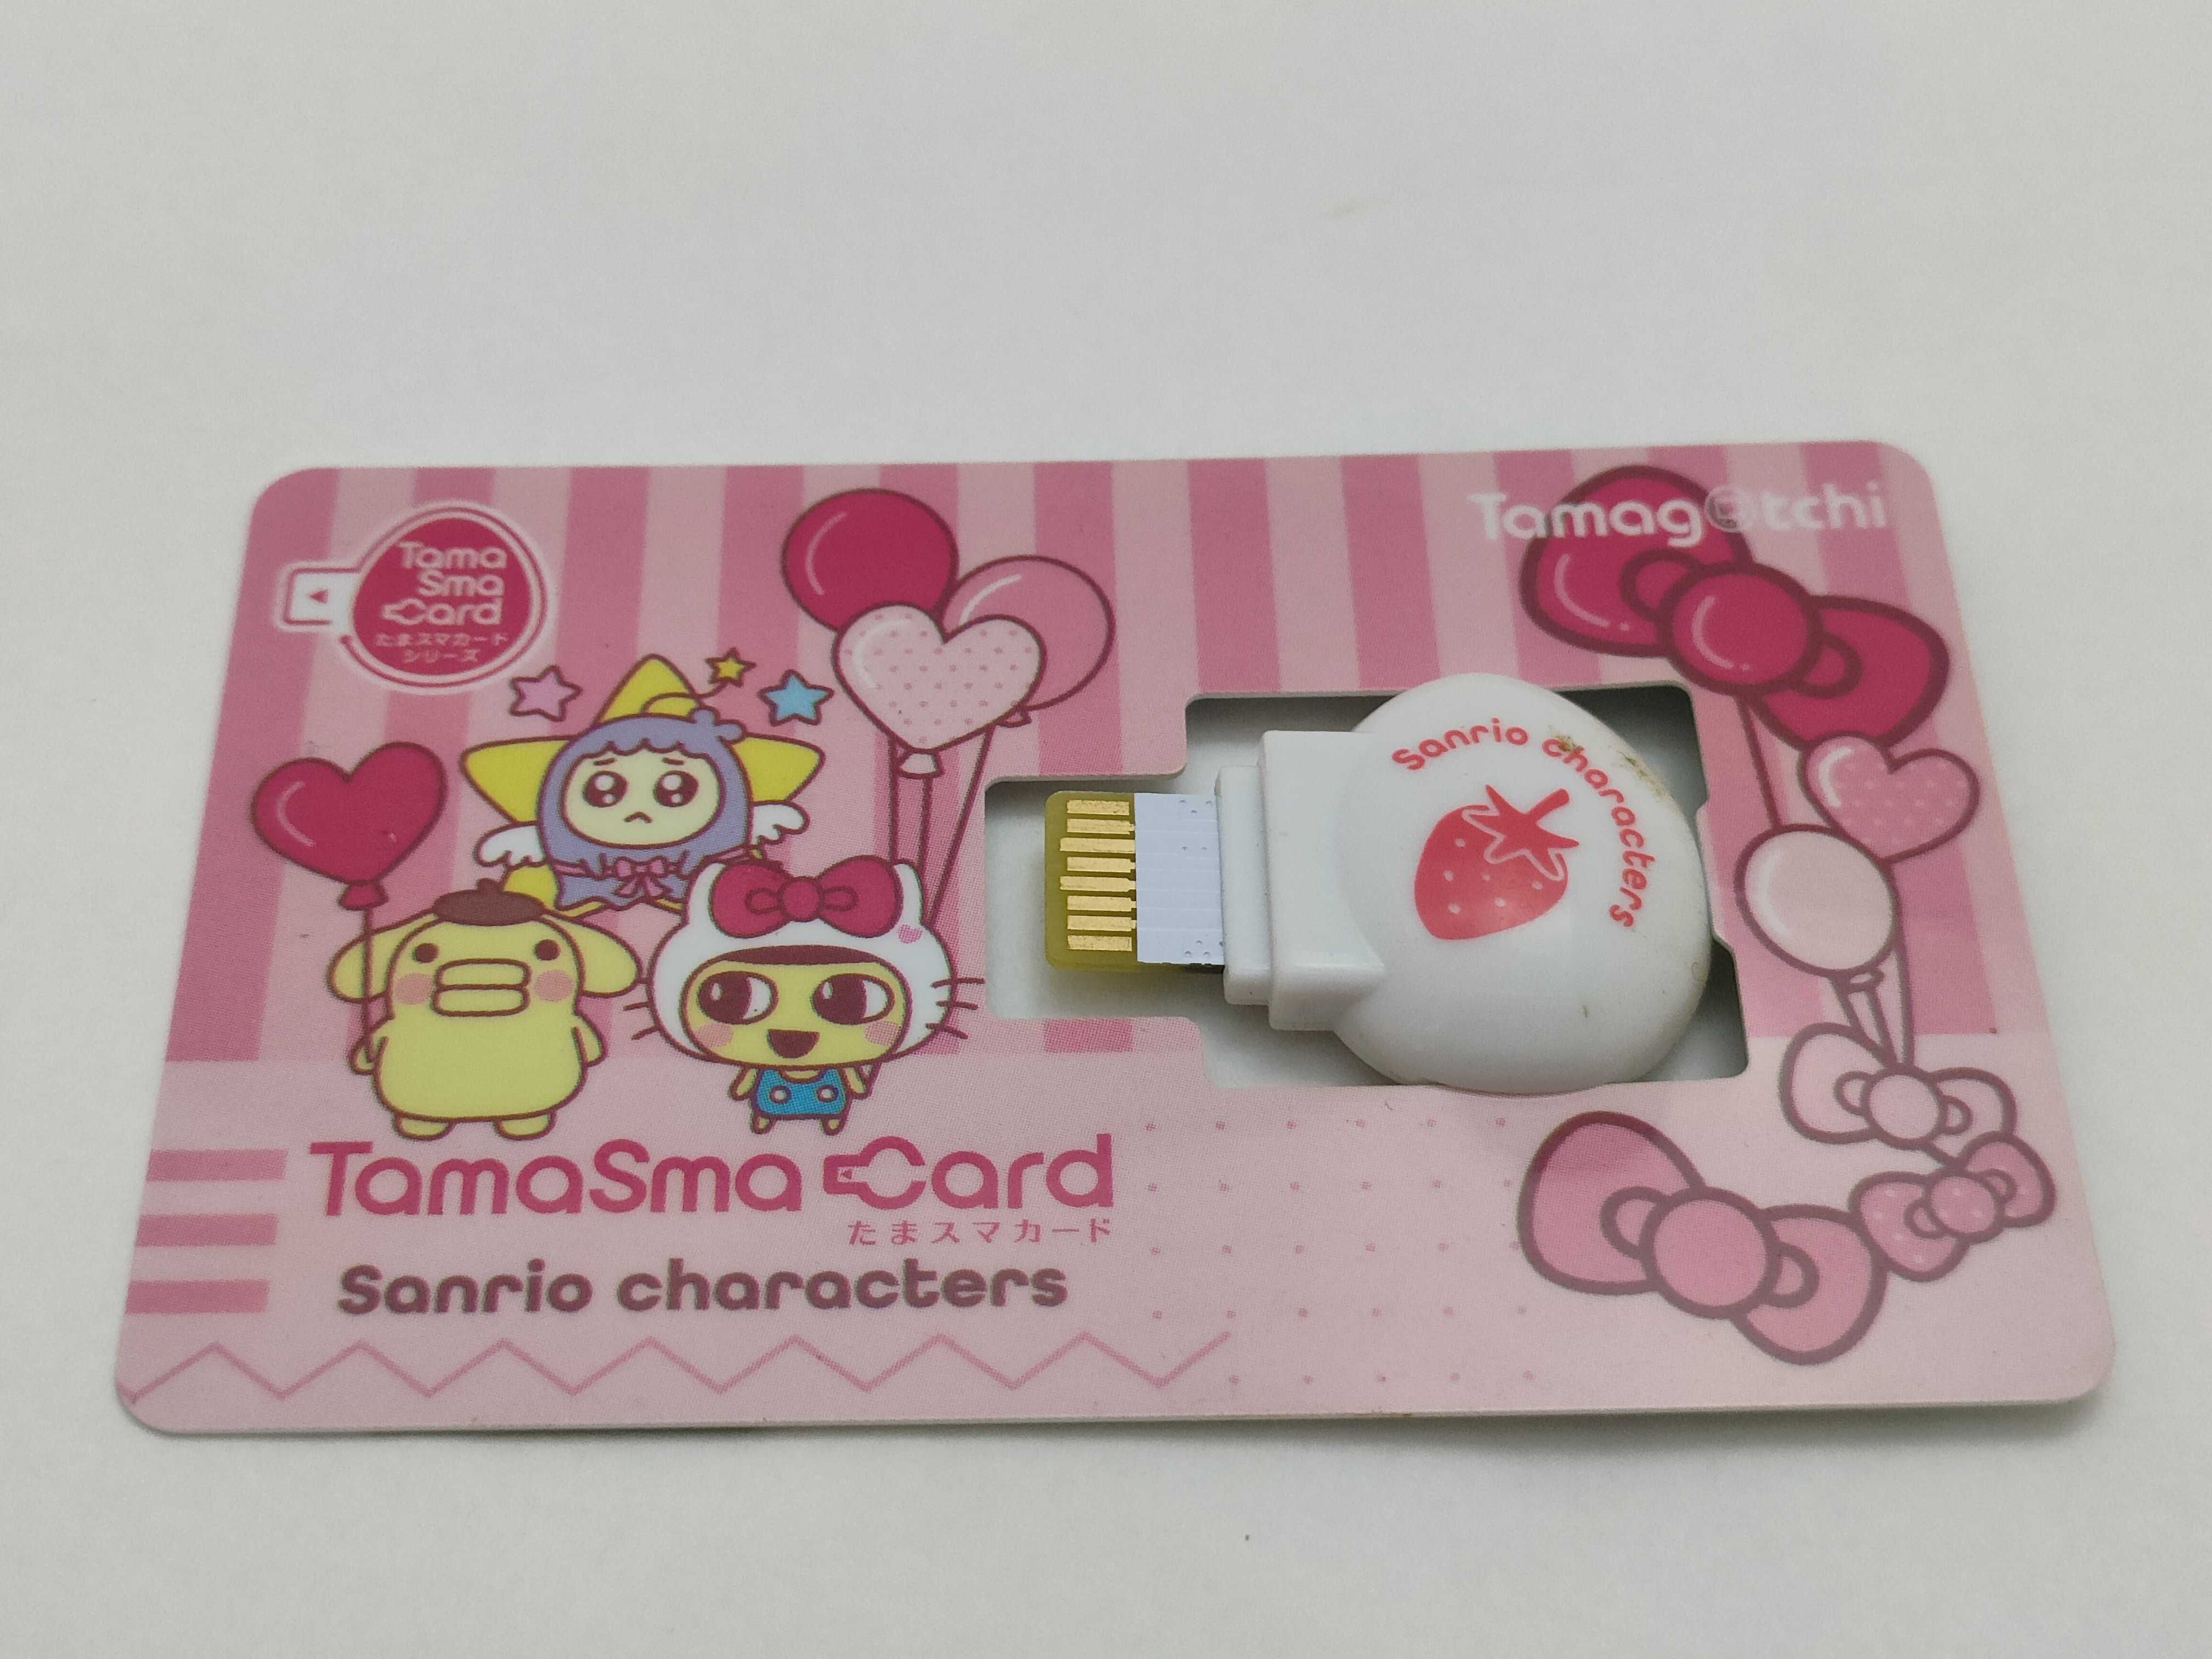 Tama
Sma
Card
たまスマカード
シリーズ
Tamagotchi
Sanrio characters
TamaSma Card
たまスマカード
Sanrio characters